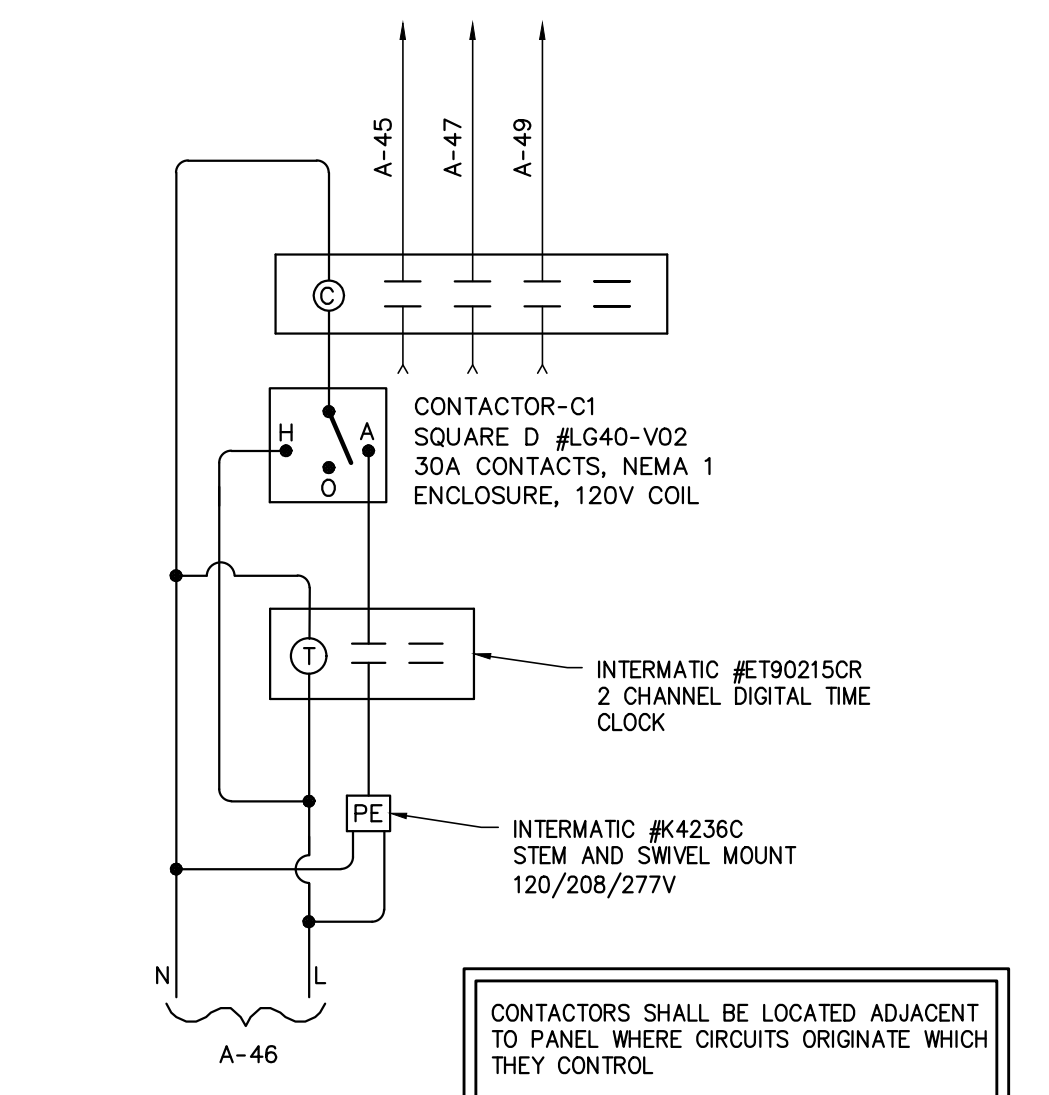 A-45
A-47
A-49
C
CONTACTOR-C1
SQUARE D #LG40-V02
30A CONTACTS, NEMA 1
ENCLOSURE, 120V COIL
H
A
O
T
INTERMATIC #ET90215CR
2 CHANNEL DIGITAL TIME
CLOCK
PE
INTERMATIC #K4236C
STEM AND SWIVEL MOUNT
120/208/277V
N
L
A-46
CONTACTORS SHALL BE LOCATED ADJACENT
TO PANEL WHERE CIRCUITS ORIGINATE WHICH
THEY CONTROL